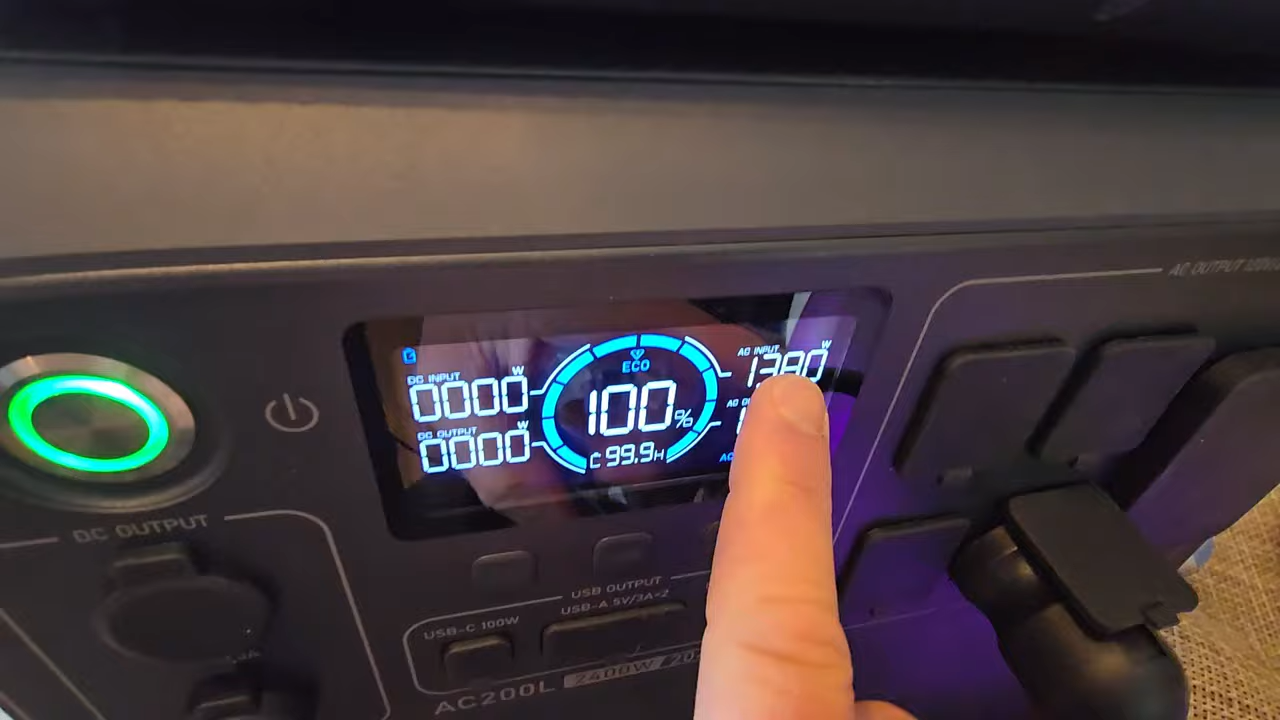 AC OUTPUT
AC INPUT
1380 W
DC INPUT
0000 W
ECO
100%
DC OUTPUT
0000 W
99.9H
DC OUTPUT
USB OUTPUT
USB-A 5V/3A×2
USB-C 100W
AC200L 2400W